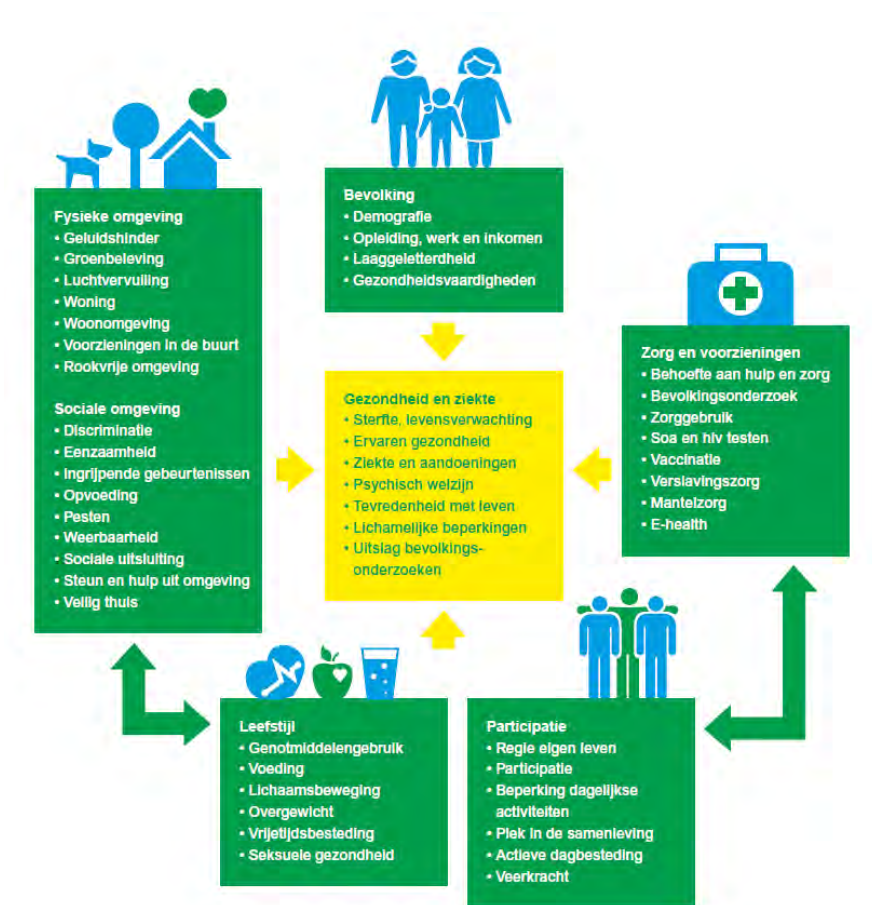 Fysieke omgeving
• Geluidshinder
• Groenbeleving
• Luchtvervuiling
• Woning
• Woonomgeving
• Voorzieningen in de buurt
• Rookvrije omgeving
Sociale omgeving
• Discriminatie
• Eenzaamheid
• Ingrijpende gebeurtenissen
• Opvoeding
• Pesten
• Weerbaarheid
• Sociale uitsluiting
• Steun en hulp uit omgeving
• Veilig thuis
Bevolking
• Demografie
• Opleiding, werk en inkomen
• Laaggeletterdheid
• Gezondheidsvaardigheden
Gezondheid en ziekte
• Sterfte, levensverwachting
• Ervaren gezondheid
• Ziekte en aandoeningen
• Psychisch welzijn
• Tevredenheid met leven
• Lichamelijke beperkingen
• Uitslag bevolkings-
onderzoeken
Zorg en voorzieningen
• Behoefte aan hulp en zorg
• Bevolkingsonderzoek
• Zorggebruik
• Soa en hiv testen
• Vaccinatie
• Verslavingszorg
• Mantelzorg
• E-health
Leefstijl
• Genotmiddelengebruik
• Voeding
• Lichaamsbeweging
• Overgewicht
• Vrijetijdsbesteding
• Seksuele gezondheid
Participatie
• Regie eigen leven
• Participatie
• Beperking dagelijkse
activiteiten
• Plek in de samenleving
• Actieve dagbesteding
• Veerkracht